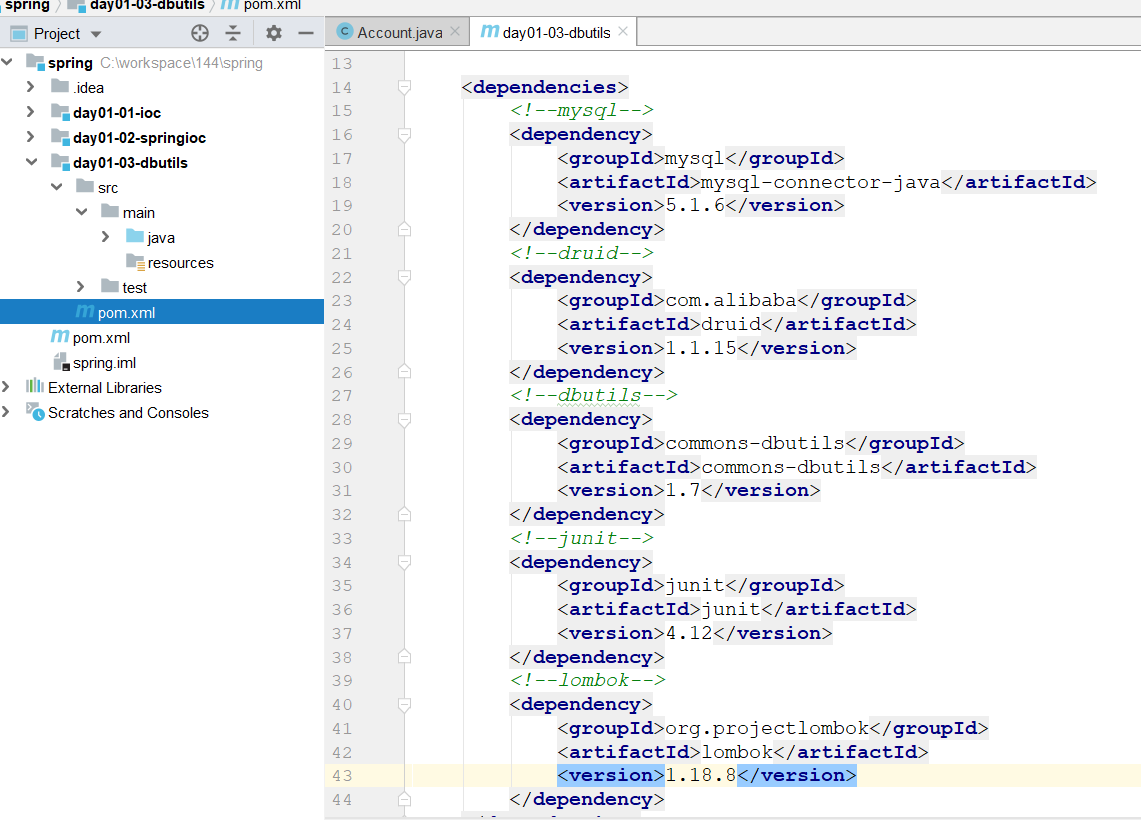 spring day01-03-dbutils m pom.xml
Project
Account.java
day01-03-dbutils
spring C:\workspace\144\spring
.idea
day01-01-ioc
day01-02-springioc
day01-03-dbutils
src
main
java
resources
test
pom.xml
pom.xml
spring.iml
External Libraries
Scratches and Consoles
13
14 <dependencies>
15 <!--mysql-->
16 <dependency>
17 <groupId>mysql</groupId>
18 <artifactId>mysql-connector-java</artifactId>
19 <version>5.1.6</version>
20 </dependency>
21 <!--druid-->
22 <dependency>
23 <groupId>com.alibaba</groupId>
24 <artifactId>druid</artifactId>
25 <version>1.1.15</version>
26 </dependency>
27 <!--dbutils-->
28 <dependency>
29 <groupId>commons-dbutils</groupId>
30 <artifactId>commons-dbutils</artifactId>
31 <version>1.7</version>
32 </dependency>
33 <!--junit-->
34 <dependency>
35 <groupId>junit</groupId>
36 <artifactId>junit</artifactId>
37 <version>4.12</version>
38 </dependency>
39 <!--lombok-->
40 <dependency>
41 <groupId>org.projectlombok</groupId>
42 <artifactId>lombok</artifactId>
43 <version>1.18.8</version>
44 </dependency>